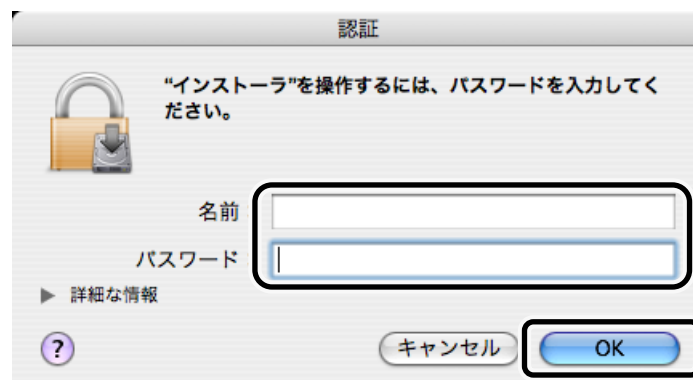 認証
“インストーラ”を操作するには、パスワードを入力してく
ださい。
名前
パスワード
▶ 詳細な情報
? キャンセル OK